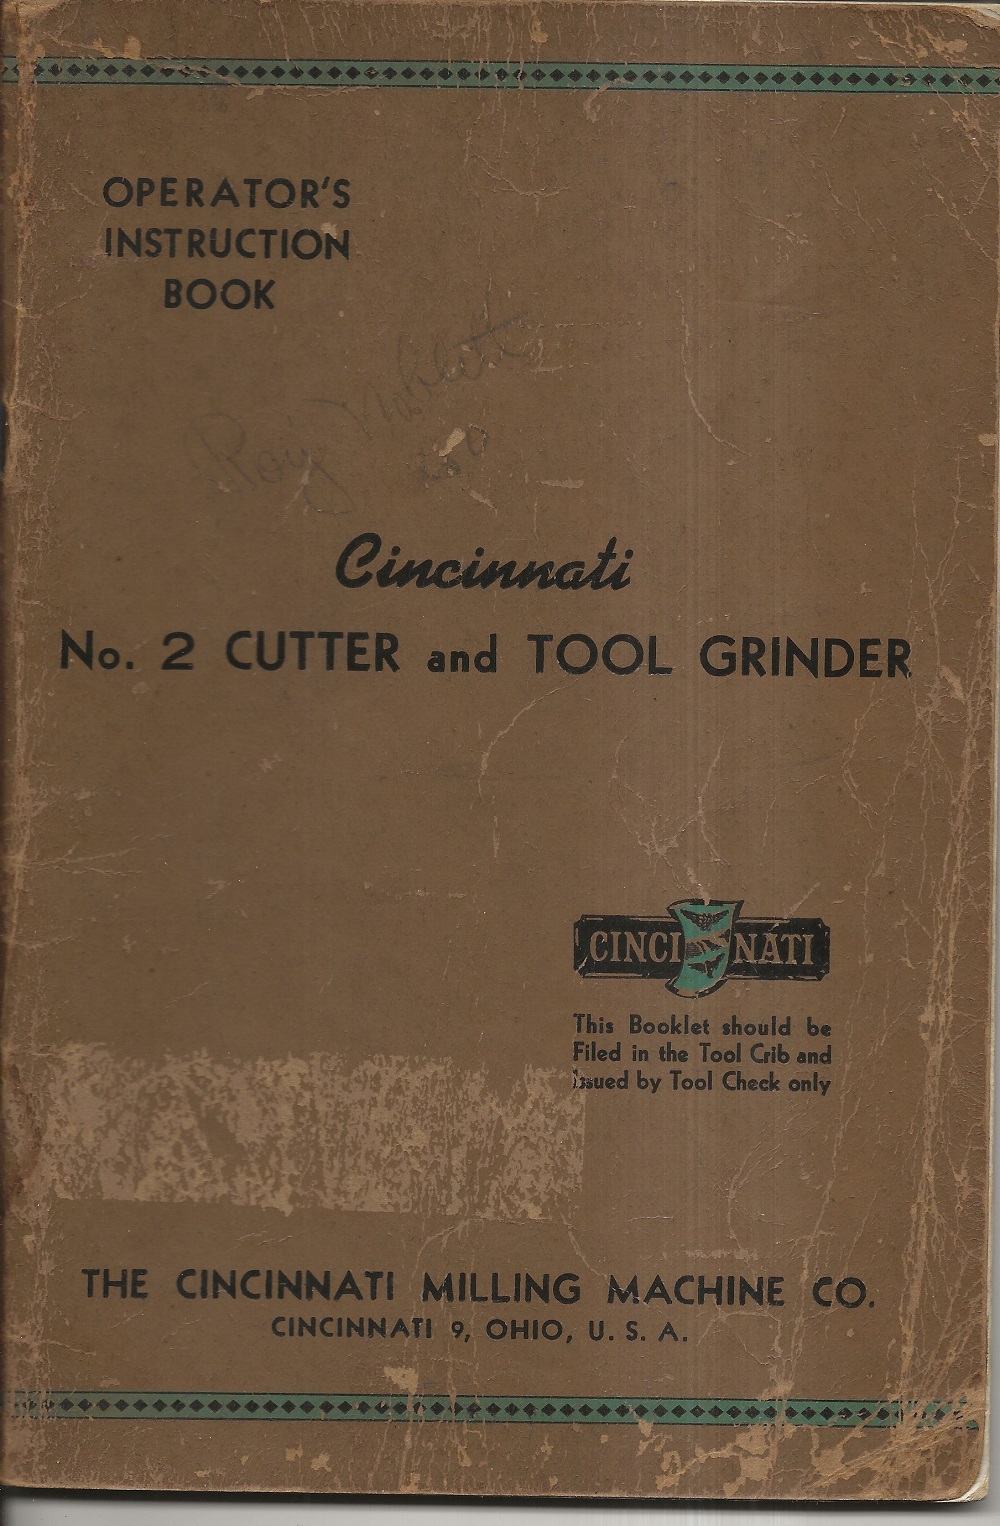 OPERATOR'S
INSTRUCTION
BOOK
Roy
Cincinnati
No. 2 CUTTER and TOOL GRINDER
CINCINNATI
This Booklet should be
Filed in the Tool Crib and
Issued by Tool Check only
THE CINCINNATI MILLING MACHINE CO.
CINCINNATI 9, OHIO, U. S. A.